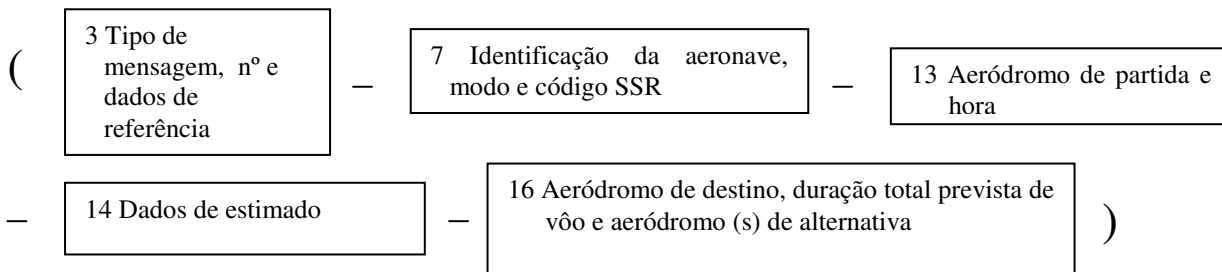 (
3 Tipo de
mensagem, nº e
dados de
referência
–
7 Identificação da aeronave,
modo e código SSR
–
13 Aeródromo de partida e
hora
–
14 Dados de estimado
–
16 Aeródromo de destino, duração total prevista de
vôo e aeródromo (s) de alternativa
)